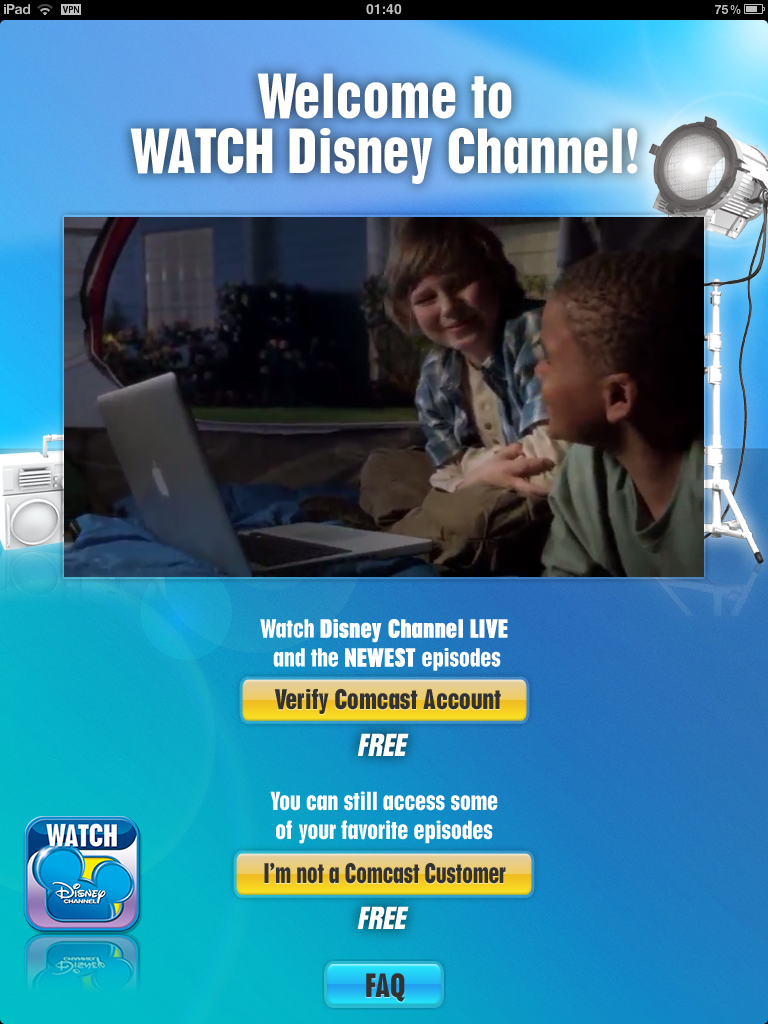 iPad VPN 01:40 75%
Welcome to
WATCH Disney Channel!
Watch Disney Channel LIVE
and the NEWEST episodes
Verify Comcast Account
FREE
You can still access some
of your favorite episodes
I'm not a Comcast Customer
FREE
WATCH
Disney
CHANNEL
FAQ